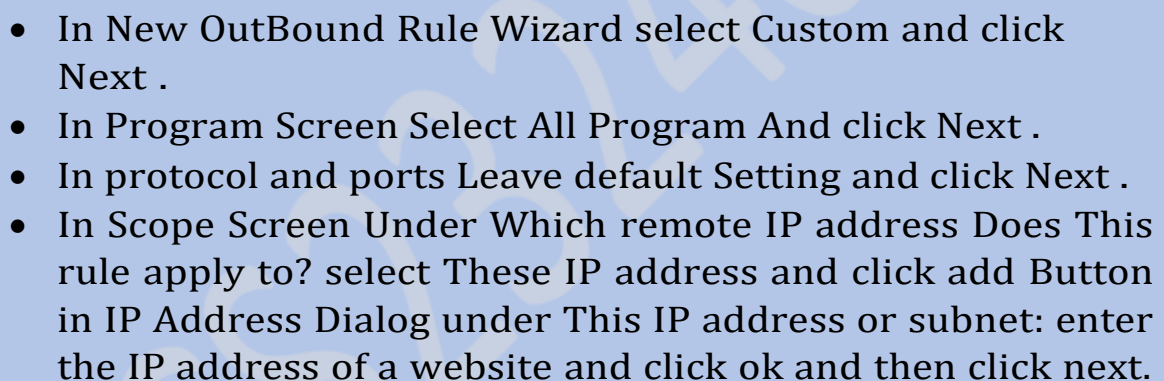 • In New OutBound Rule Wizard select Custom and click
Next .
• In Program Screen Select All Program And click Next .
• In protocol and ports Leave default Setting and click Next .
• In Scope Screen Under Which remote IP address Does This
rule apply to? select These IP address and click add Button
in IP Address Dialog under This IP address or subnet: enter
the IP address of a website and click ok and then click next.